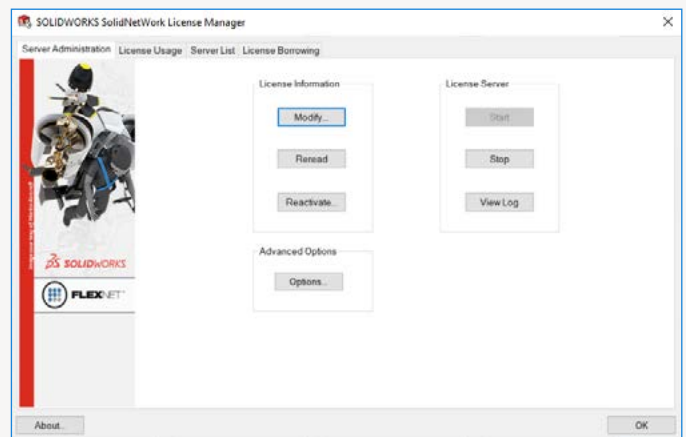 SOLIDWORKS SolidNetWork License Manager
Server Administration License Usage Server List License Borrowing
License Information
License Server
Modify...
Start
Reread
Stop
Reactivate...
View Log
Advanced Options
Options...
SOLIDWORKS
FLEXNET
About...
OK